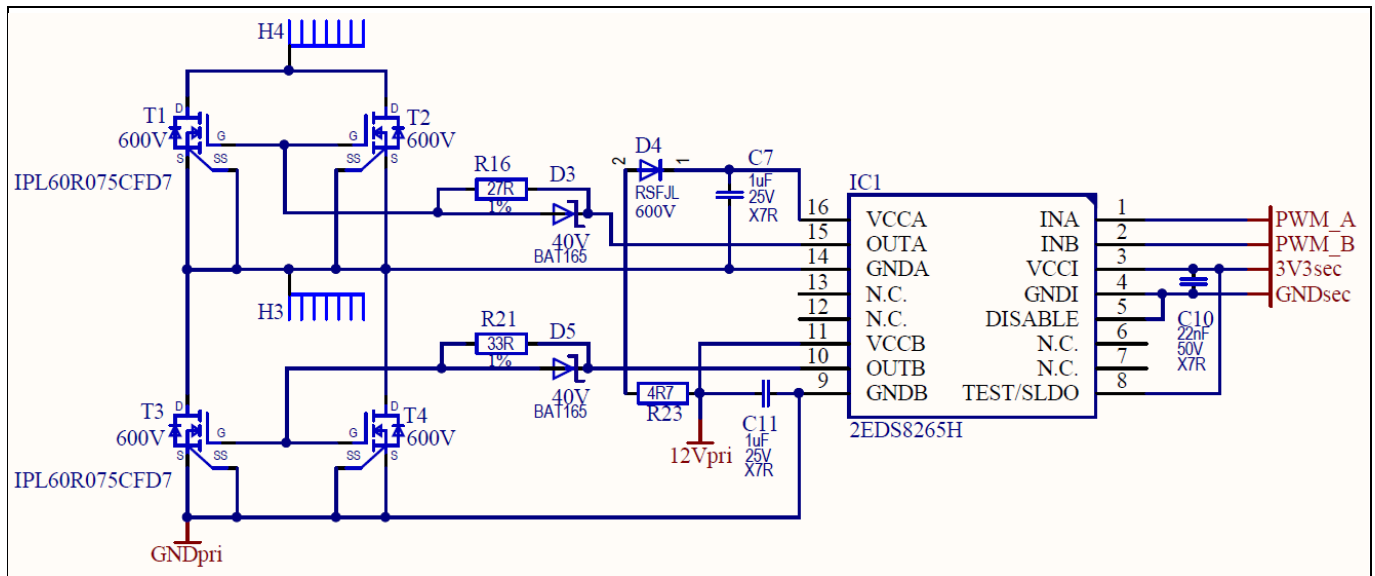 H4
D
D
T1
T2
600V
G
G
600V
S
SS
SS
S
IPL60R075CFD7
R16
27R
1%
D3
40V
BAT165
D4
2
1
RSFJL
600V
C7
1uF
25V
X7R
IC1
16
VCCA
INA
1
PWM_A
15
OUTA
INB
2
PWM_B
14
GNDA
VCCI
3
3V3sec
13
N.C.
GNDI
4
GNDsec
12
N.C.
DISABLE
5
11
VCCB
N.C.
6
10
OUTB
N.C.
7
9
GNDB
TEST/SLDO
8
2EDS8265H
C10
22nF
50V
X7R
H3
R21
33R
1%
D5
40V
BAT165
4R7
R23
12Vpri
C11
1uF
25V
X7R
D
D
T3
T4
600V
G
G
600V
S
SS
SS
S
IPL60R075CFD7
GNDpri